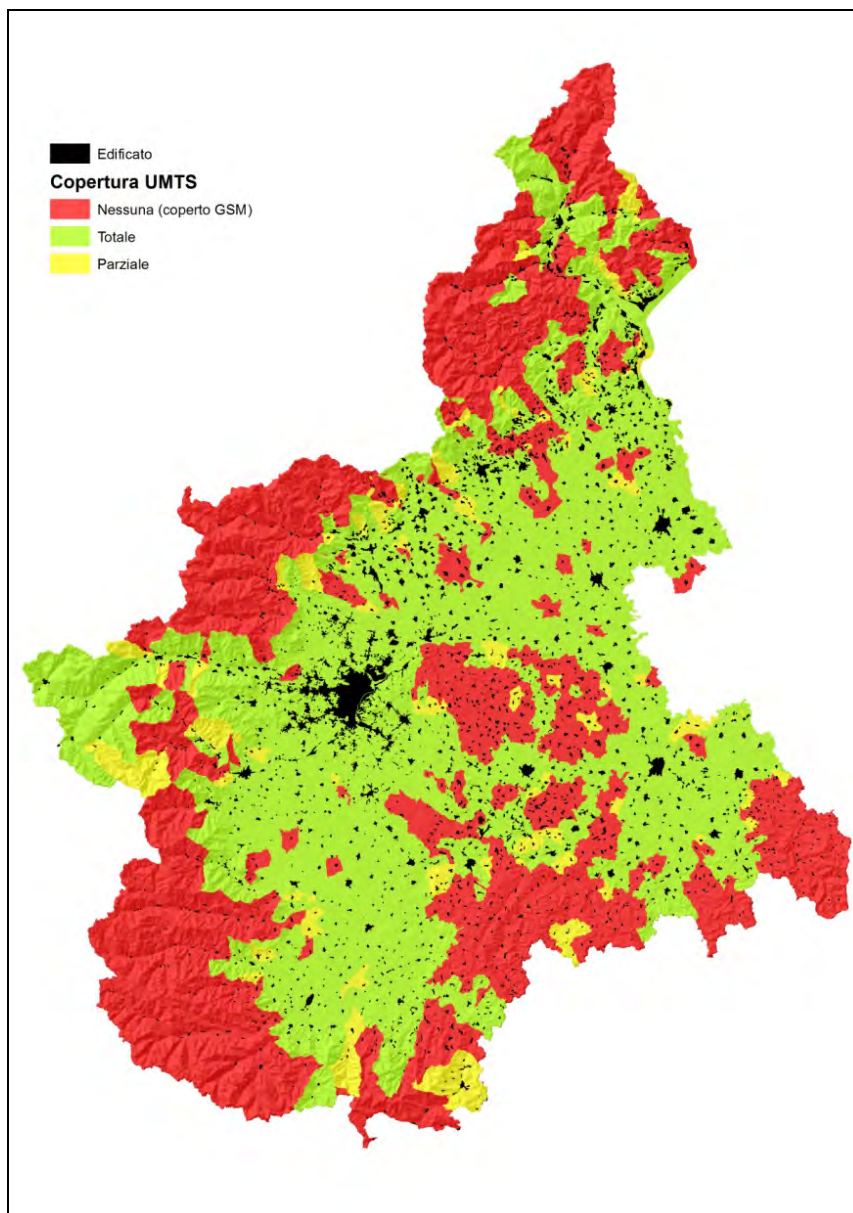 Edificato
Copertura UMTS
Nessuna (coperto GSM)
Totale
Parziale